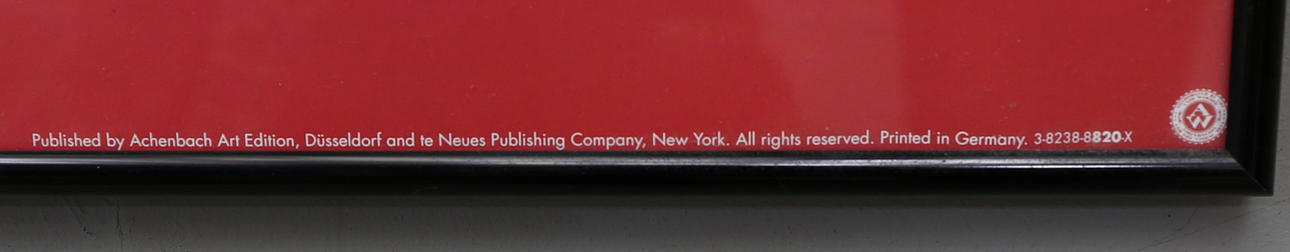 Published by Achenbach Art Edition, Düsseldorf and te Neues Publishing Company, New York. All rights reserved. Printed in Germany. 3-8238-8820-X